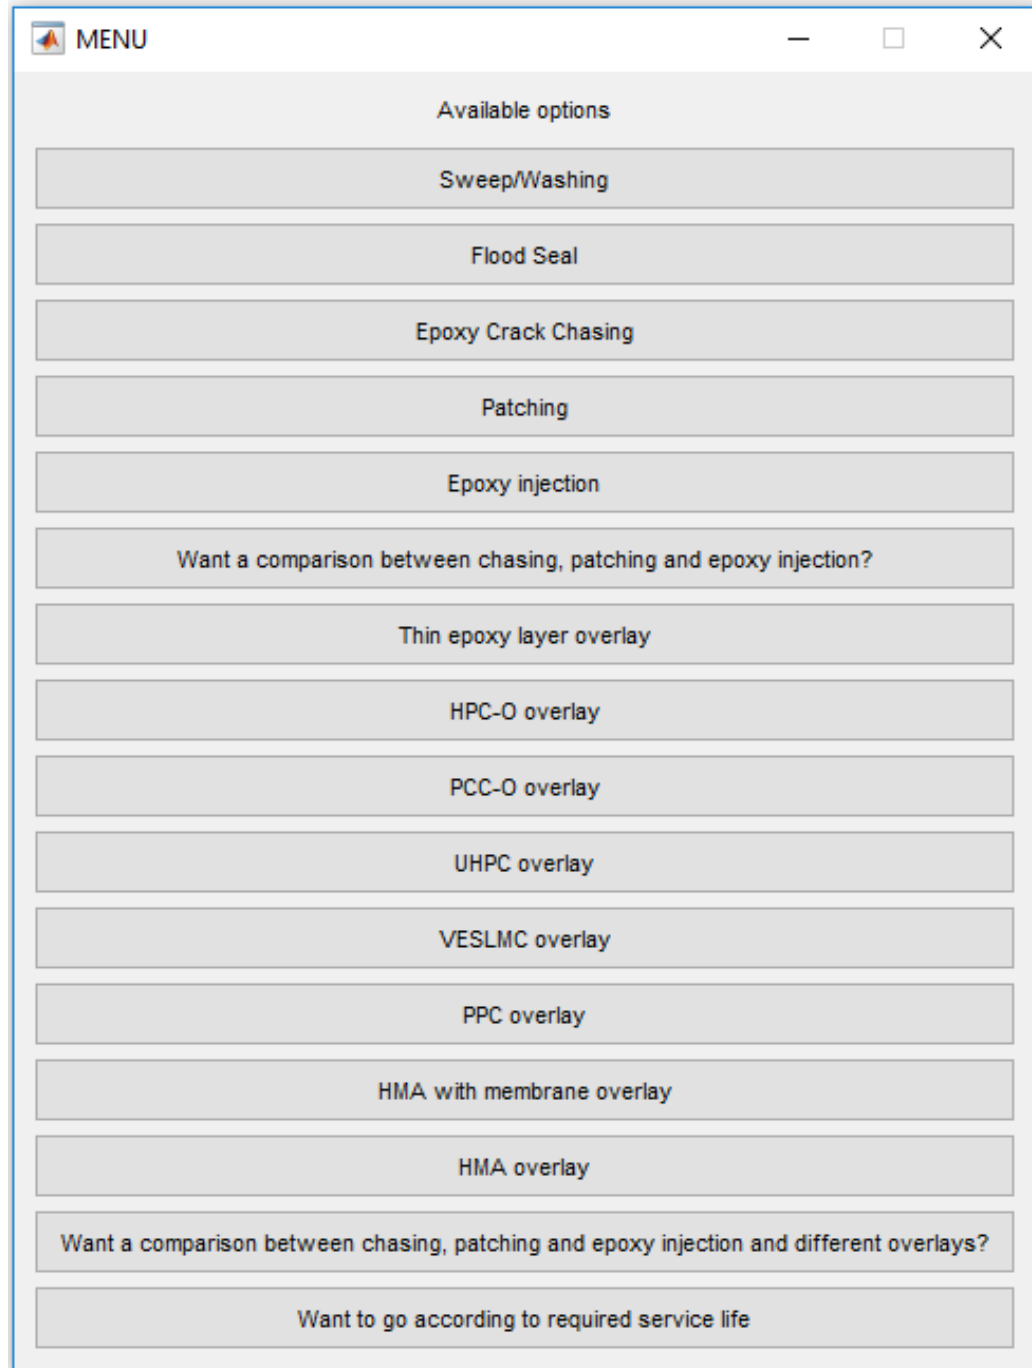 MENU
Available options
Sweep/Washing
Flood Seal
Epoxy Crack Chasing
Patching
Epoxy injection
Want a comparison between chasing, patching and epoxy injection?
Thin epoxy layer overlay
HPC-O overlay
PCC-O overlay
UHPC overlay
VESLMC overlay
PPC overlay
HMA with membrane overlay
HMA overlay
Want a comparison between chasing, patching and epoxy injection and different overlays?
Want to go according to required service life